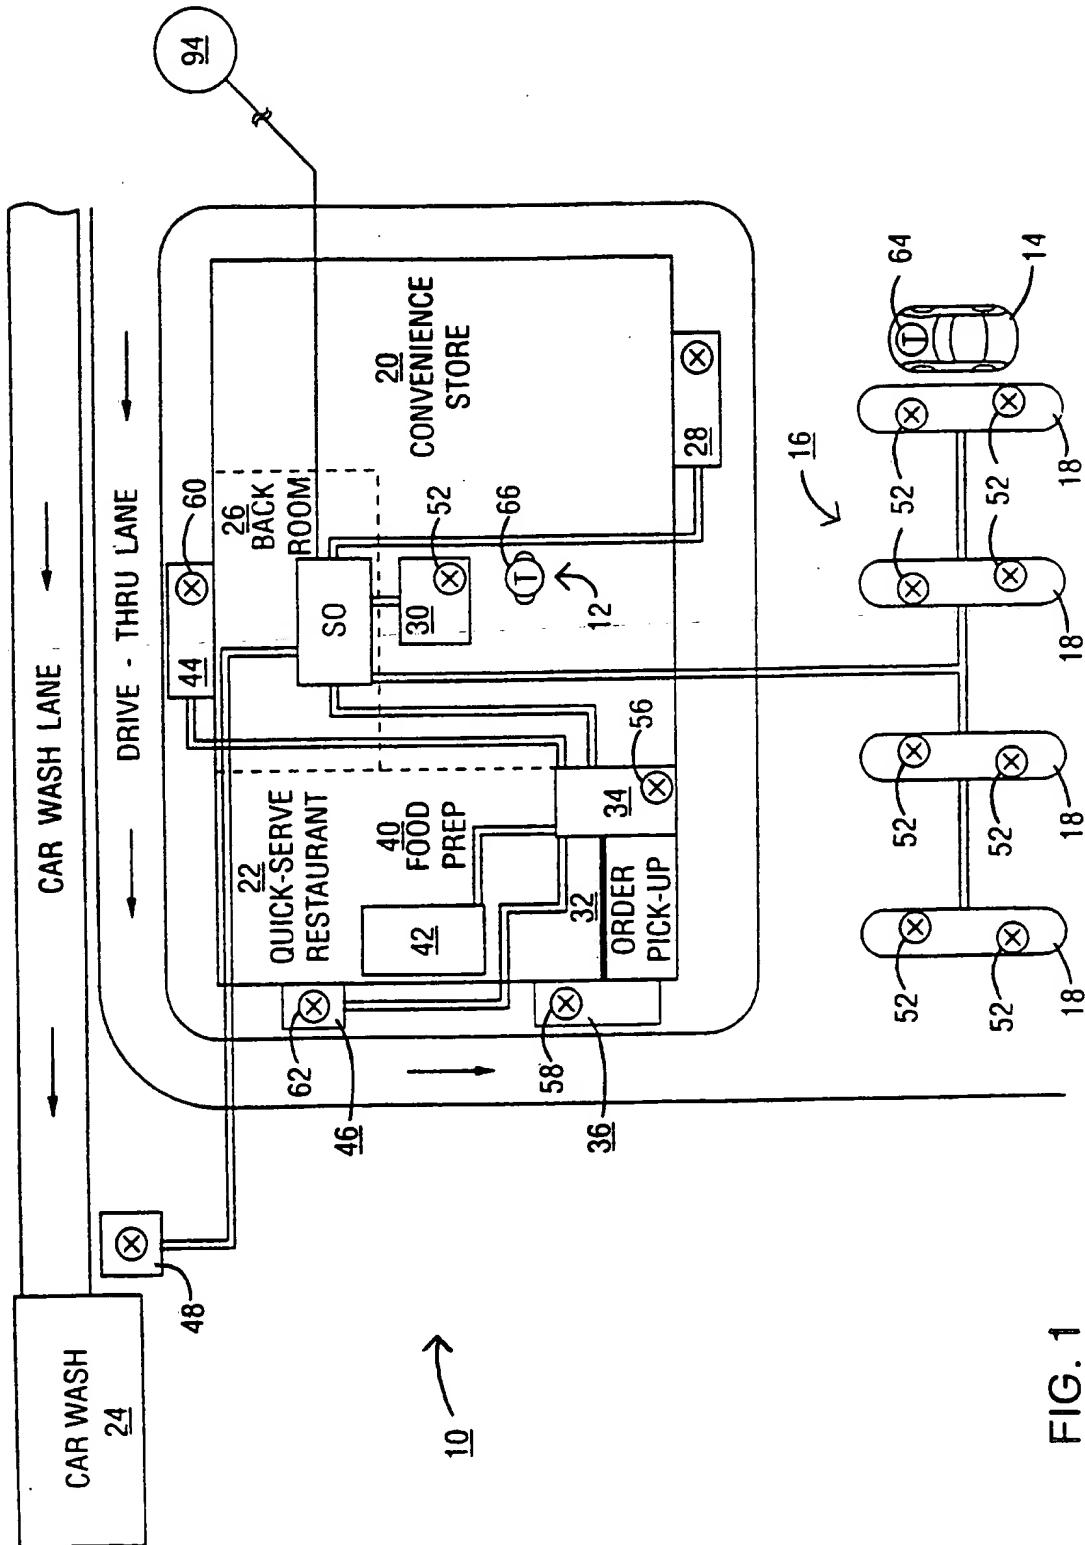 94
CAR WASH LANE
DRIVE - THRU LANE
60
44
26
BACK
ROOM
20
CONVENIENCE
STORE
SO
30
52
66
T
12
28
22
QUICK-SERVE
RESTAURANT
40
FOOD
PREP
42
34
56
32
ORDER
PICK-UP
62
46
58
36
48
CAR WASH
24
10
16
64
T
14
52
52
18
52
52
18
52
52
18
52
52
18
FIG. 1